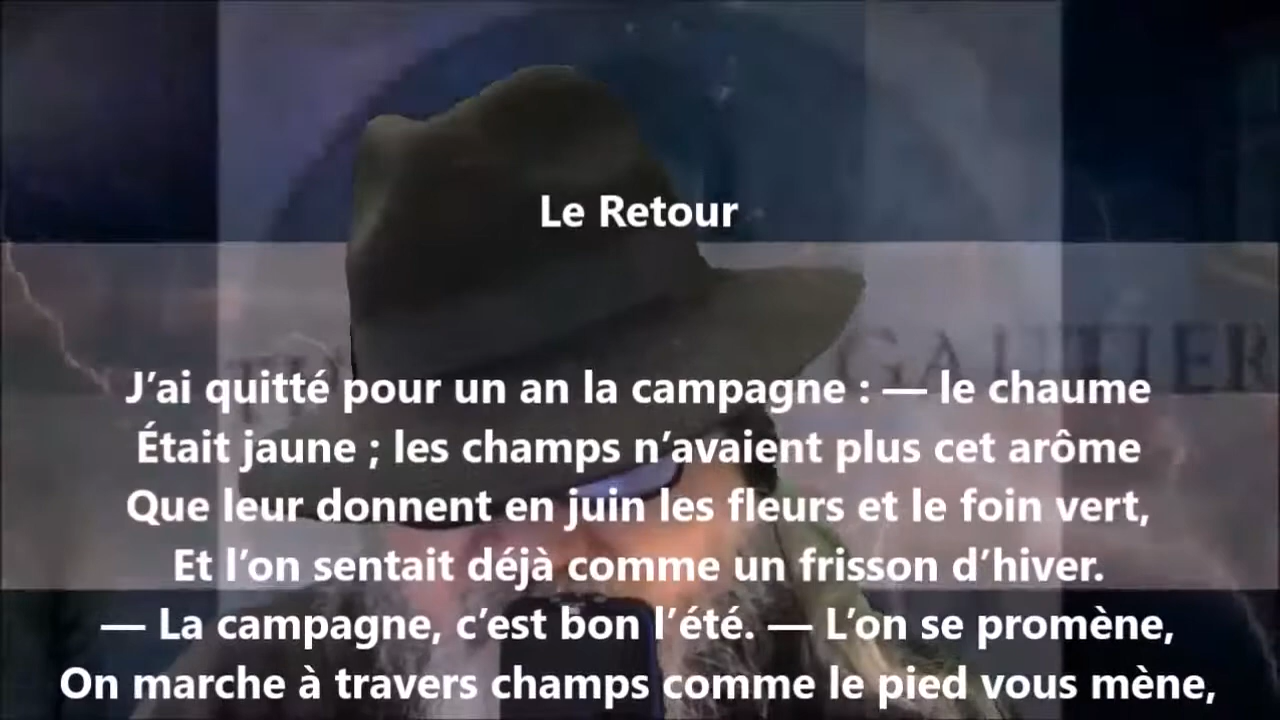 Le Retour
GAUTIER
J’ai quitté pour un an la campagne : — le chaume
Était jaune ; les champs n’avaient plus cet arôme
Que leur donnent en juin les fleurs et le foin vert,
Et l’on sentait déjà comme un frisson d’hiver.
— La campagne, c’est bon l’été. — L’on se promène,
On marche à travers champs comme le pied vous mène,